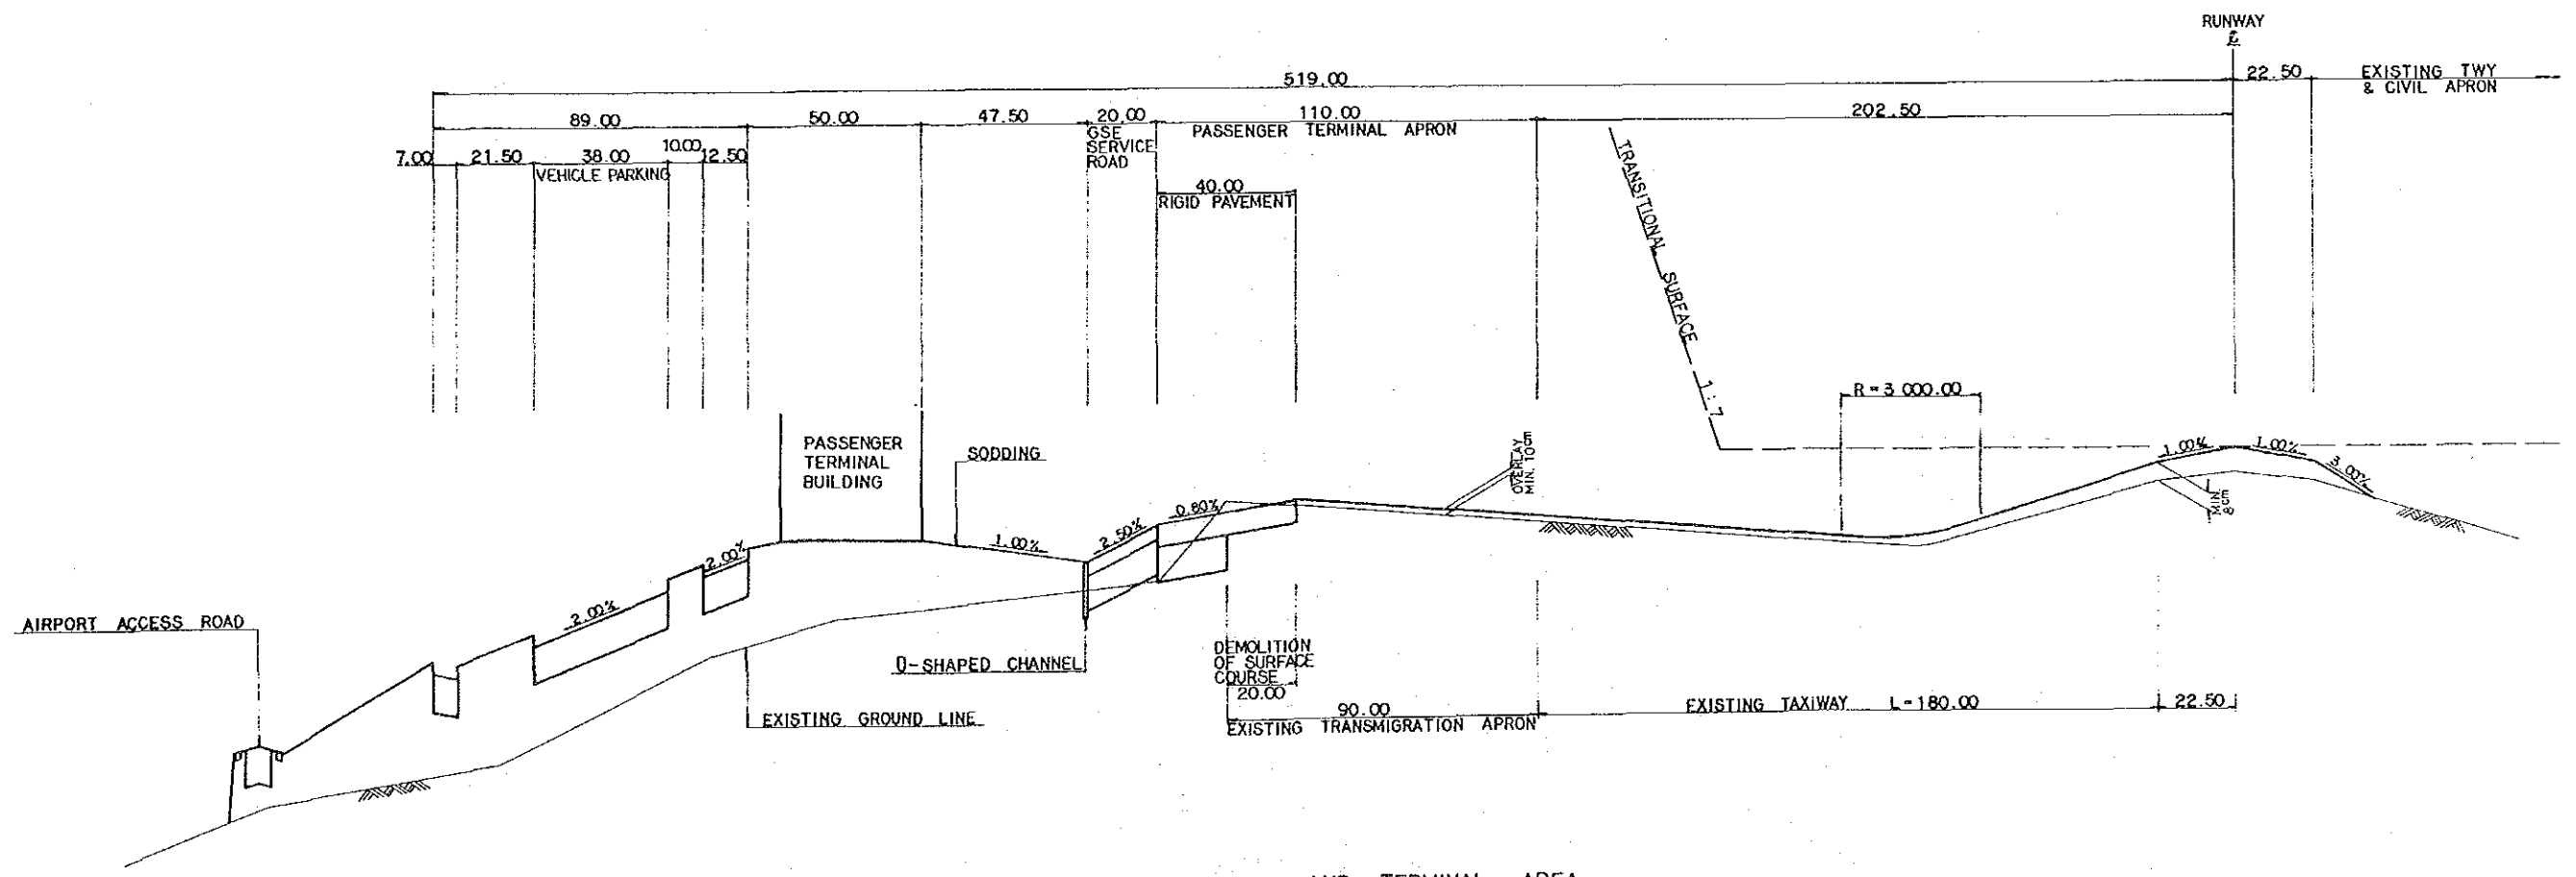 RUNWAY
℄
519.00
22.50
EXISTING TWY
& CIVIL APRON
89.00
50.00
47.50
20.00
110.00
202.50
GSE
SERVICE
ROAD
PASSENGER TERMINAL APRON
7.00
21.50
38.00
10.00
12.50
VEHICLE PARKING
40.00
RIGID PAVEMENT
TRANSITIONAL SURFACE 1:7
R=3 000.00
PASSENGER
TERMINAL
BUILDING
SODDING
OVERLAY
MIN. 10cm
1.00%
1.00%
3.00%
MIN.
8cm
2.00%
2.00%
1.00%
2.50%
0.80%
AIRPORT ACCESS ROAD
U-SHAPED CHANNEL
DEMOLITION
OF SURFACE
COURSE
20.00
EXISTING GROUND LINE
90.00
EXISTING TRANSMIGRATION APRON
EXISTING TAXIWAY L=180.00
22.50
TERMINAL AREA